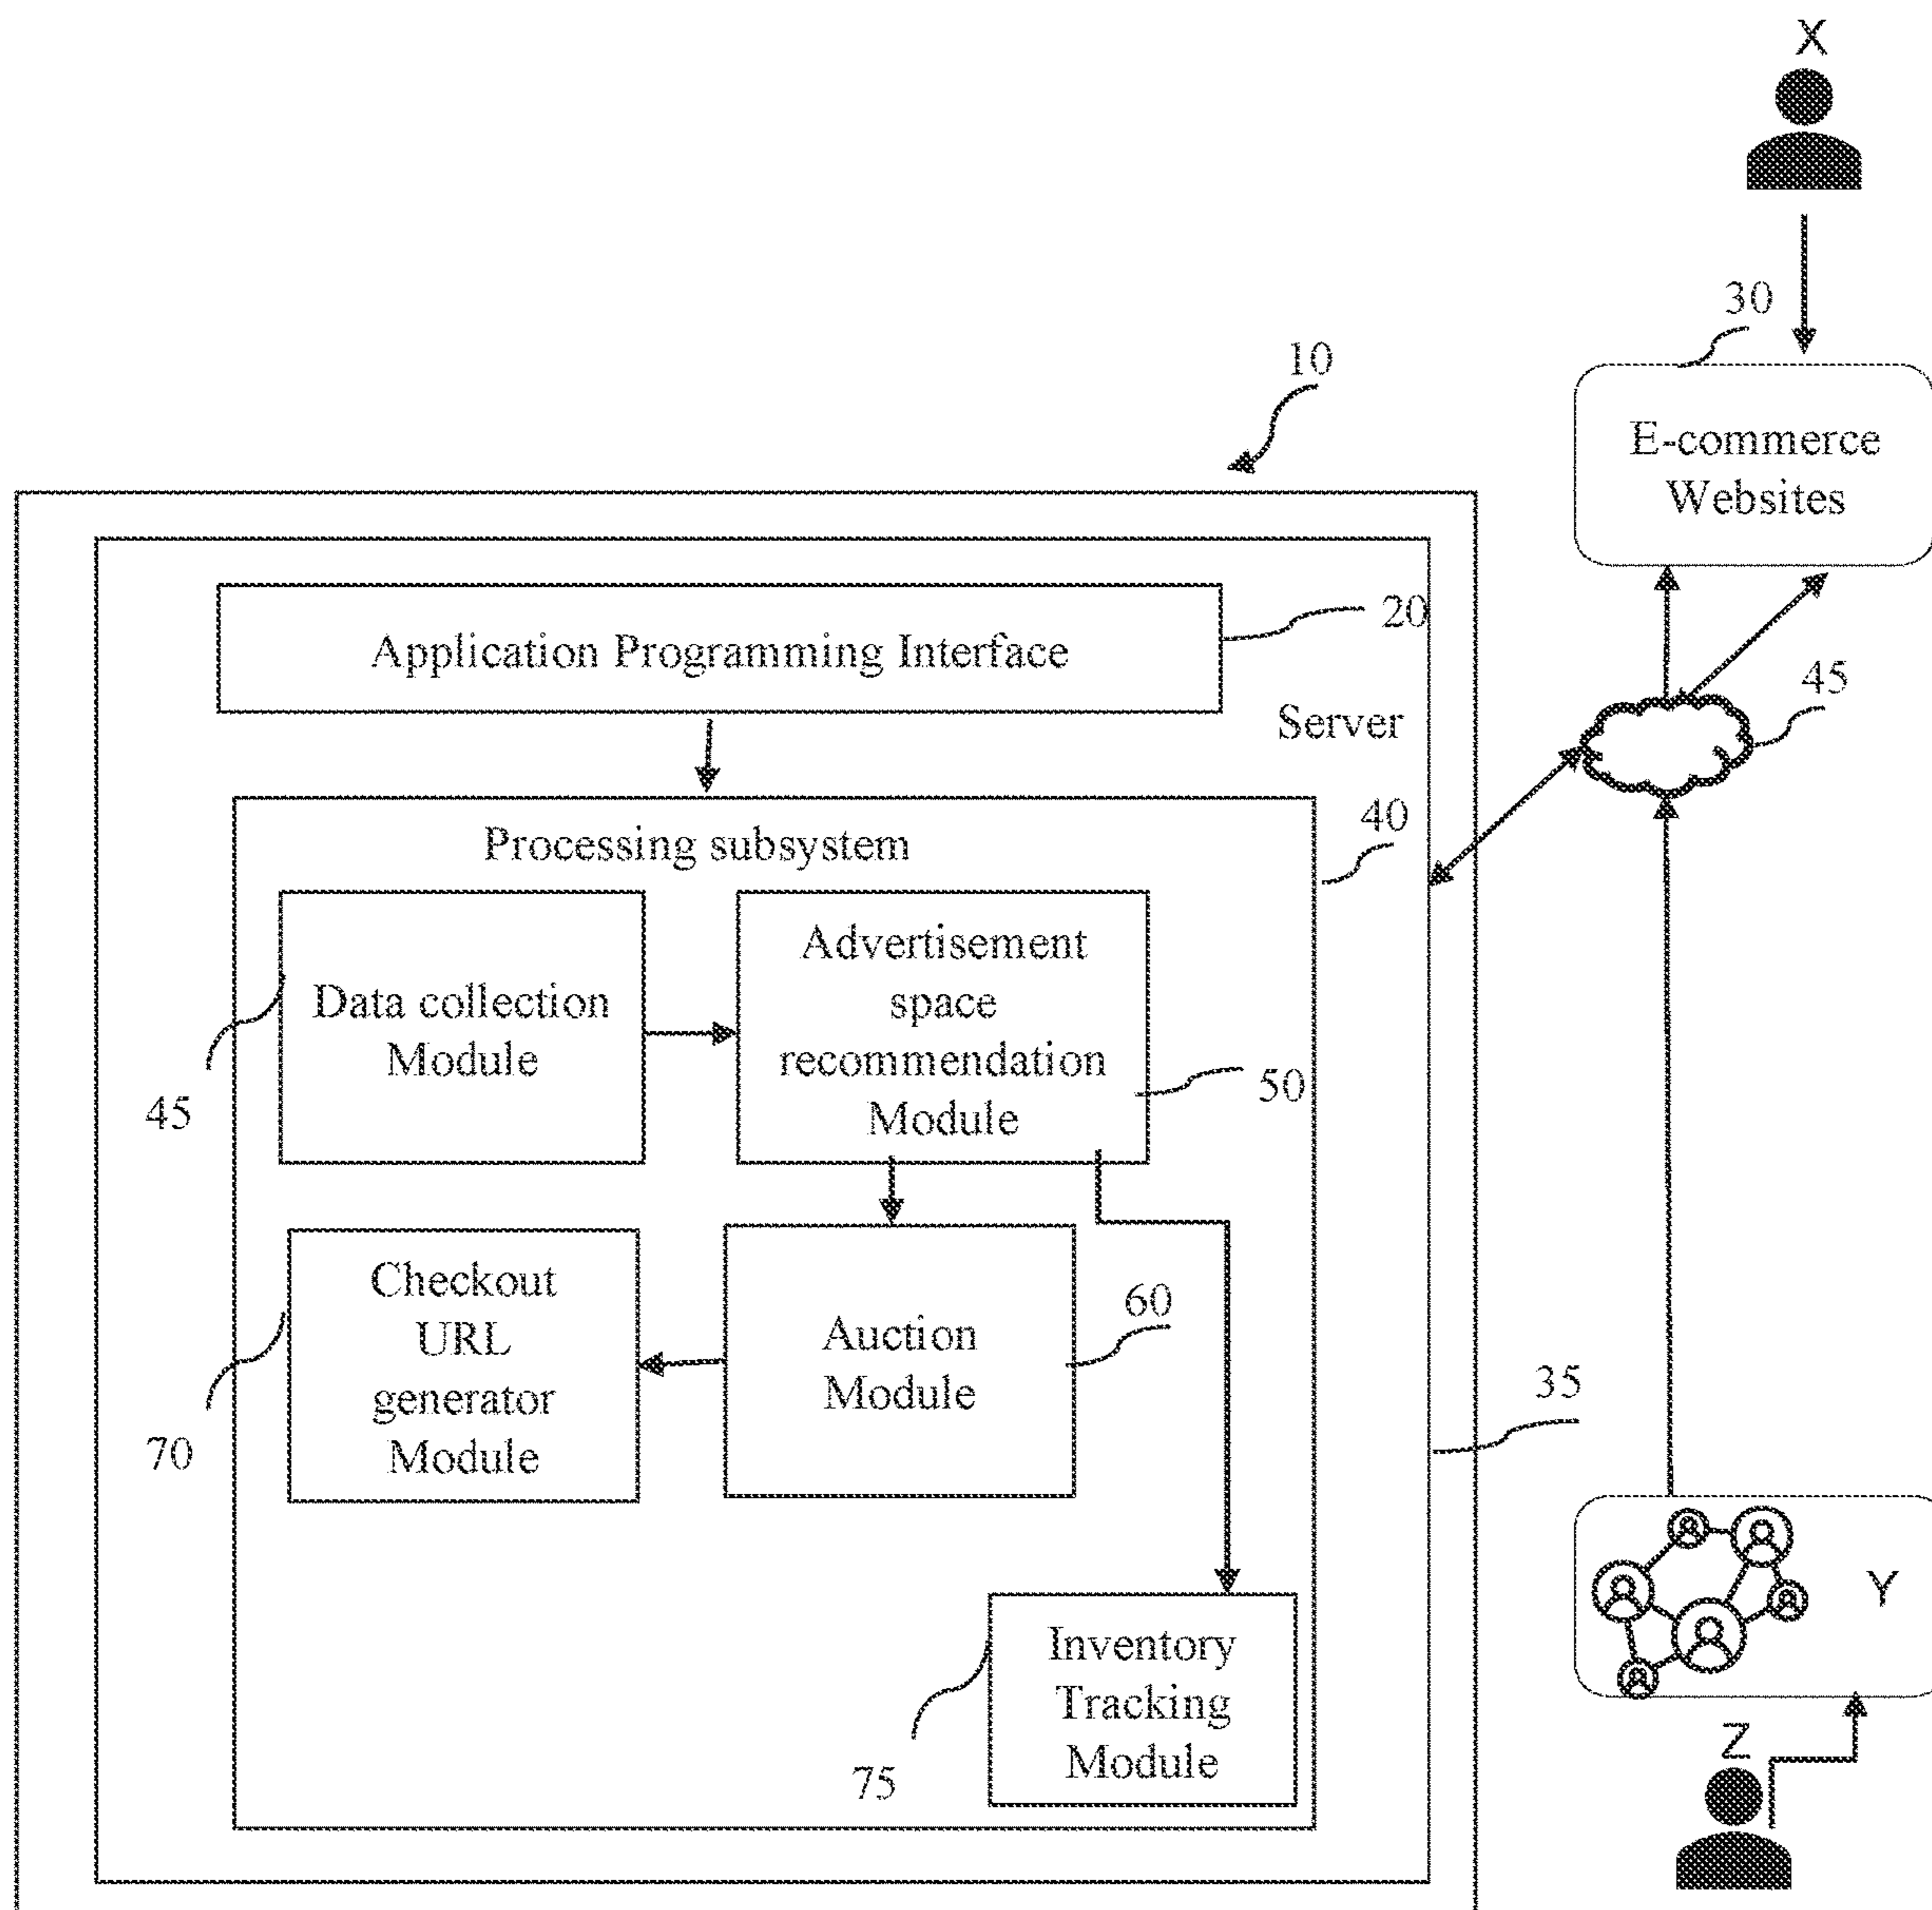 X
30
E-commerce
Websites
10
Application Programming Interface
20
Server
45
Processing subsystem
40
Data collection
Module
45
Advertisement
space
recommendation
Module
50
Checkout
URL
generator
Module
70
Auction
Module
60
35
Inventory
Tracking
Module
75
Y
Z